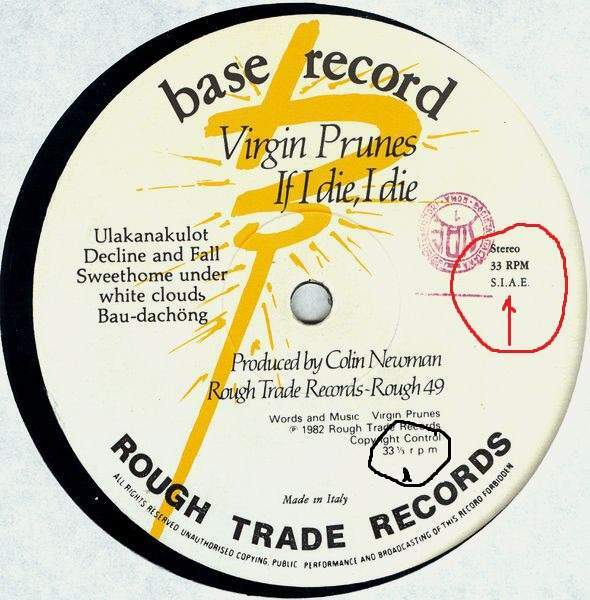 base record
Virgin Prunes
If I die, I die
Ulakanakulot
Decline and Fall
Sweethome under
white clouds
Bau-dachöng
Stereo
33 RPM
S.I.A.E.
Produced by Colin Newman
Rough Trade Records-Rough 49
Words and Music Virgin Prunes
℗ 1982 Rough Trade Records
Copyright Control
33 ⅓ r p m
Made in Italy
ROUGH TRADE RECORDS
ALL RIGHTS RESERVED UNAUTHORISED COPYING, PUBLIC PERFORMANCE AND BROADCASTING OF THIS RECORD FORBIDDEN